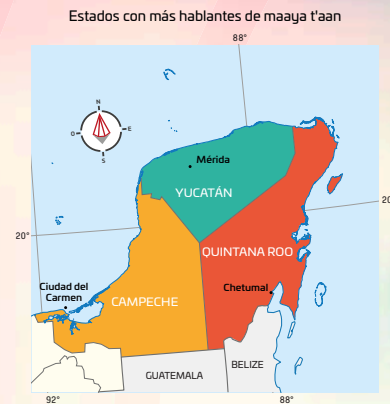 Estados con más hablantes de maaya t'aan
88°
N
O
E
S
Mérida
YUCATÁN
20
20°
QUINTANA ROO
Ciudad del
Carmen
Chetumal
CAMPECHE
BELIZE
GUATEMALA
92°
88°